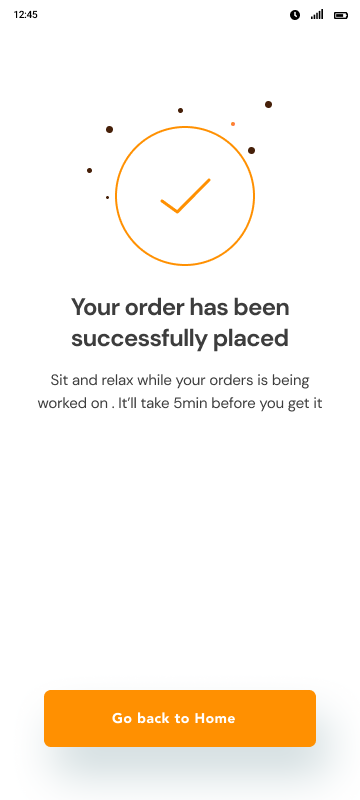 12:45
Your order has been
successfully placed
Sit and relax while your orders is being
worked on . It’ll take 5min before you get it
Go back to Home